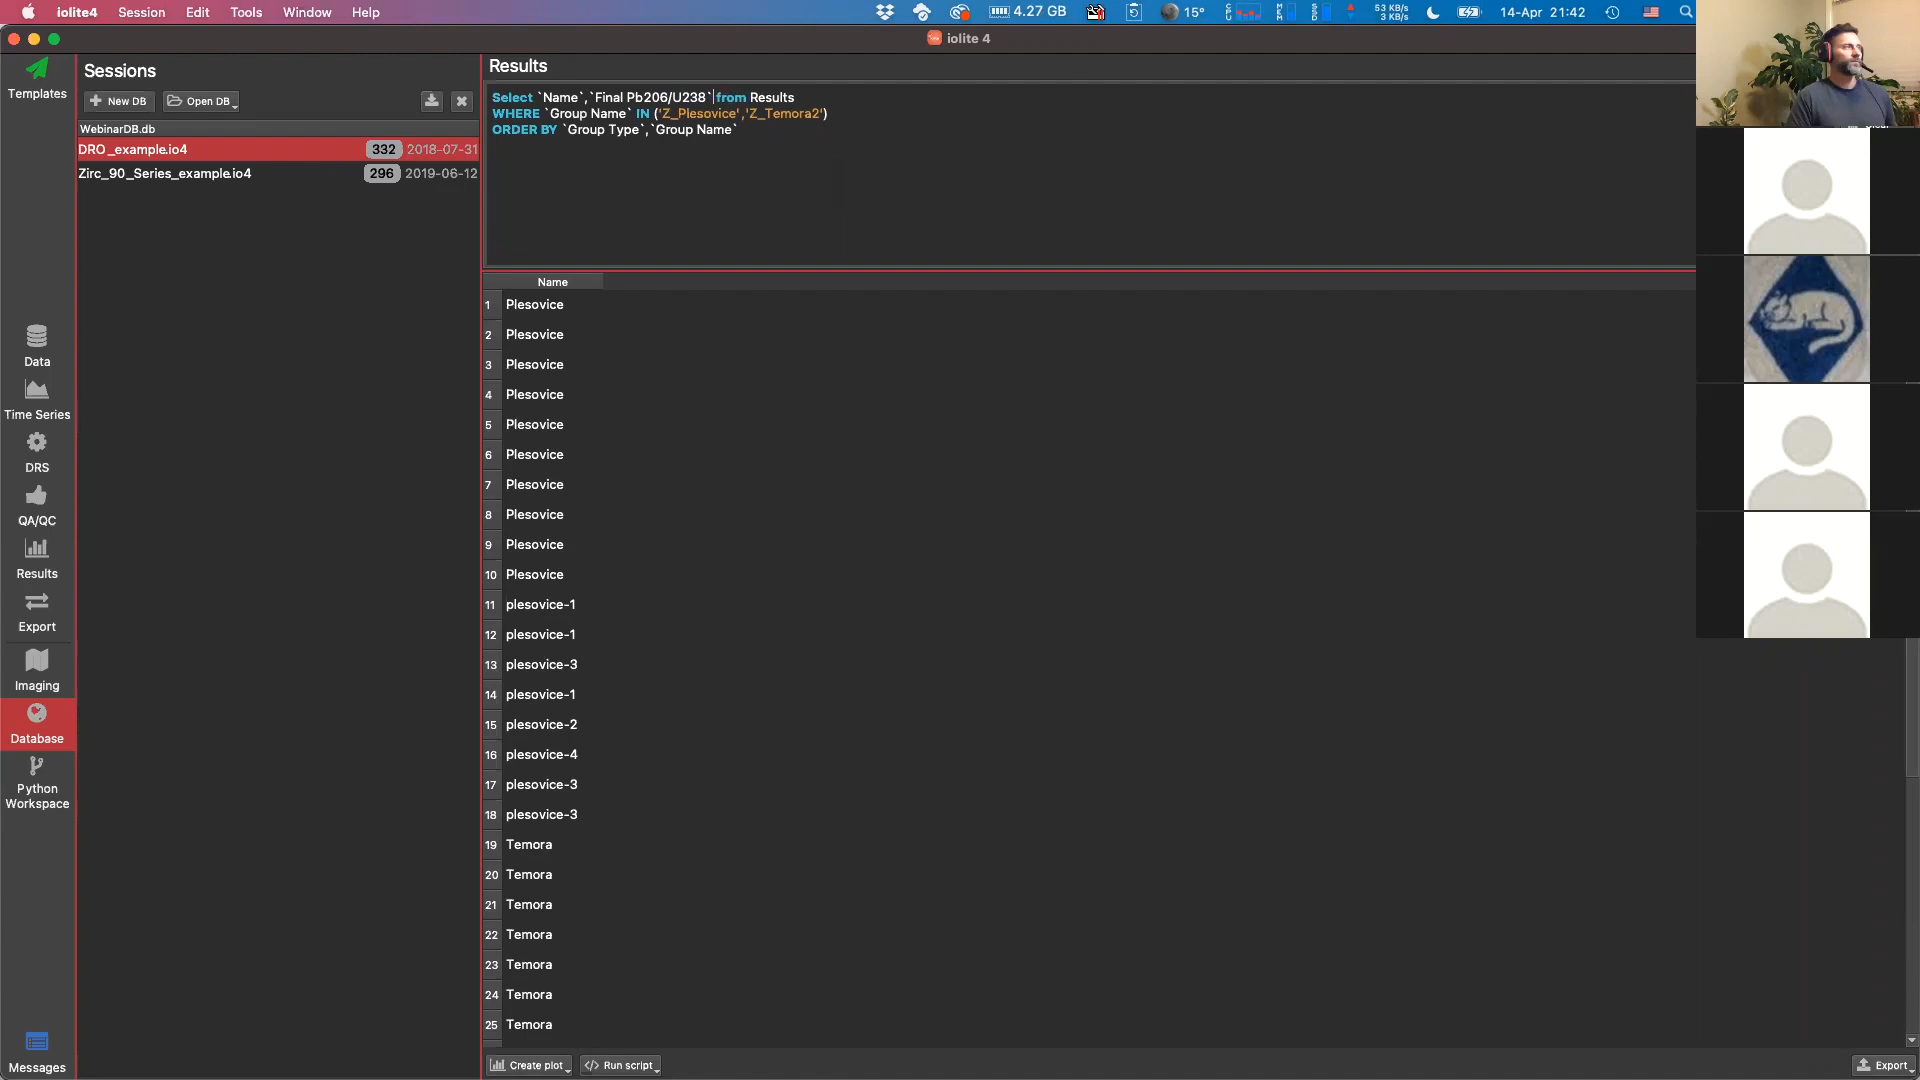 iolite4 Session Edit Tools Window Help 4.27 GB 15° 53 KB/s 3 KB/s 14-Apr 21:42
iolite 4
Templates
Sessions
New DB Open DB
WebinarDB.db
DRO_example.io4 332 2018-07-31
Zirc_90_Series_example.io4 296 2019-06-12
Data
Time Series
DRS
QA/QC
Results
Export
Imaging
Database
Python
Workspace
Messages
Results
Select `Name`,`Final Pb206/U238`from Results
WHERE `Group Name` IN ('Z_Plesovice','Z_Temora2')
ORDER BY `Group Type`,`Group Name`
Name
1 Plesovice
2 Plesovice
3 Plesovice
4 Plesovice
5 Plesovice
6 Plesovice
7 Plesovice
8 Plesovice
9 Plesovice
10 Plesovice
11 plesovice-1
12 plesovice-1
13 plesovice-3
14 plesovice-1
15 plesovice-2
16 plesovice-4
17 plesovice-3
18 plesovice-3
19 Temora
20 Temora
21 Temora
22 Temora
23 Temora
24 Temora
25 Temora
Create plot Run script Export